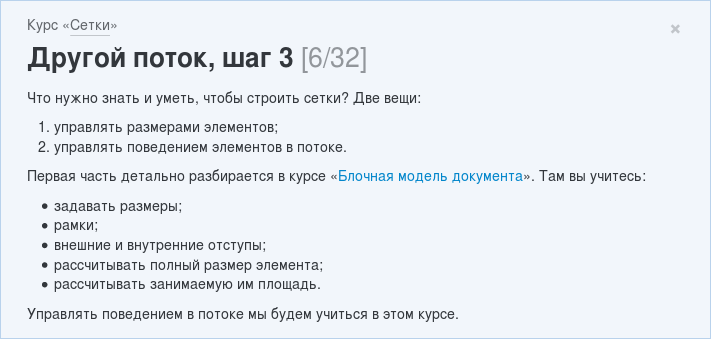 Курс «Сетки»
×
Другой поток, шаг 3 [6/32]
Что нужно знать и уметь, чтобы строить сетки? Две вещи:
1. управлять размерами элементов;
2. управлять поведением элементов в потоке.
Первая часть детально разбирается в курсе «Блочная модель документа». Там вы учитесь:
• задавать размеры;
• рамки;
• внешние и внутренние отступы;
• рассчитывать полный размер элемента;
• рассчитывать занимаемую им площадь.
Управлять поведением в потоке мы будем учиться в этом курсе.